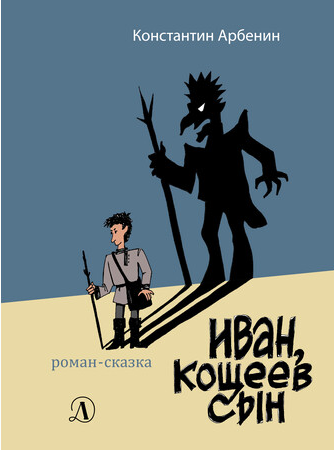 Константин Арбенин
роман-сказка
Иван,
Кощеев
Сын
Д